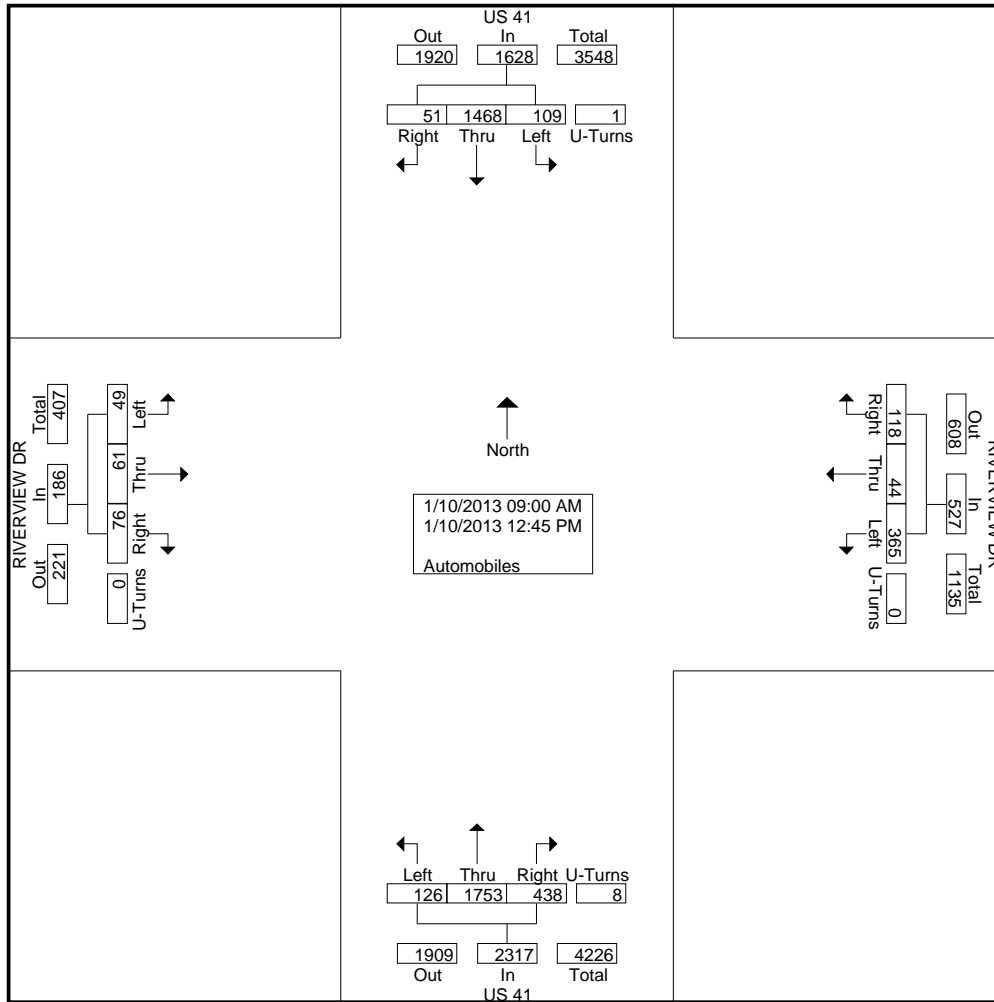 US 41
Out In Total
1920 1628 3548
51 1468 109 1
Right Thru Left U-Turns
RIVERVIEW DR
Total In Out
407 186 221
49 61 76 0
Left Thru Right U-Turns
North
1/10/2013 09:00 AM
1/10/2013 12:45 PM
Automobiles
Right Thru Left U-Turns
118 44 365 0
608 527 1135
Out In Total
RIVERVIEW DR
Left Thru Right U-Turns
126 1753 438 8
1909 2317 4226
Out In Total
US 41